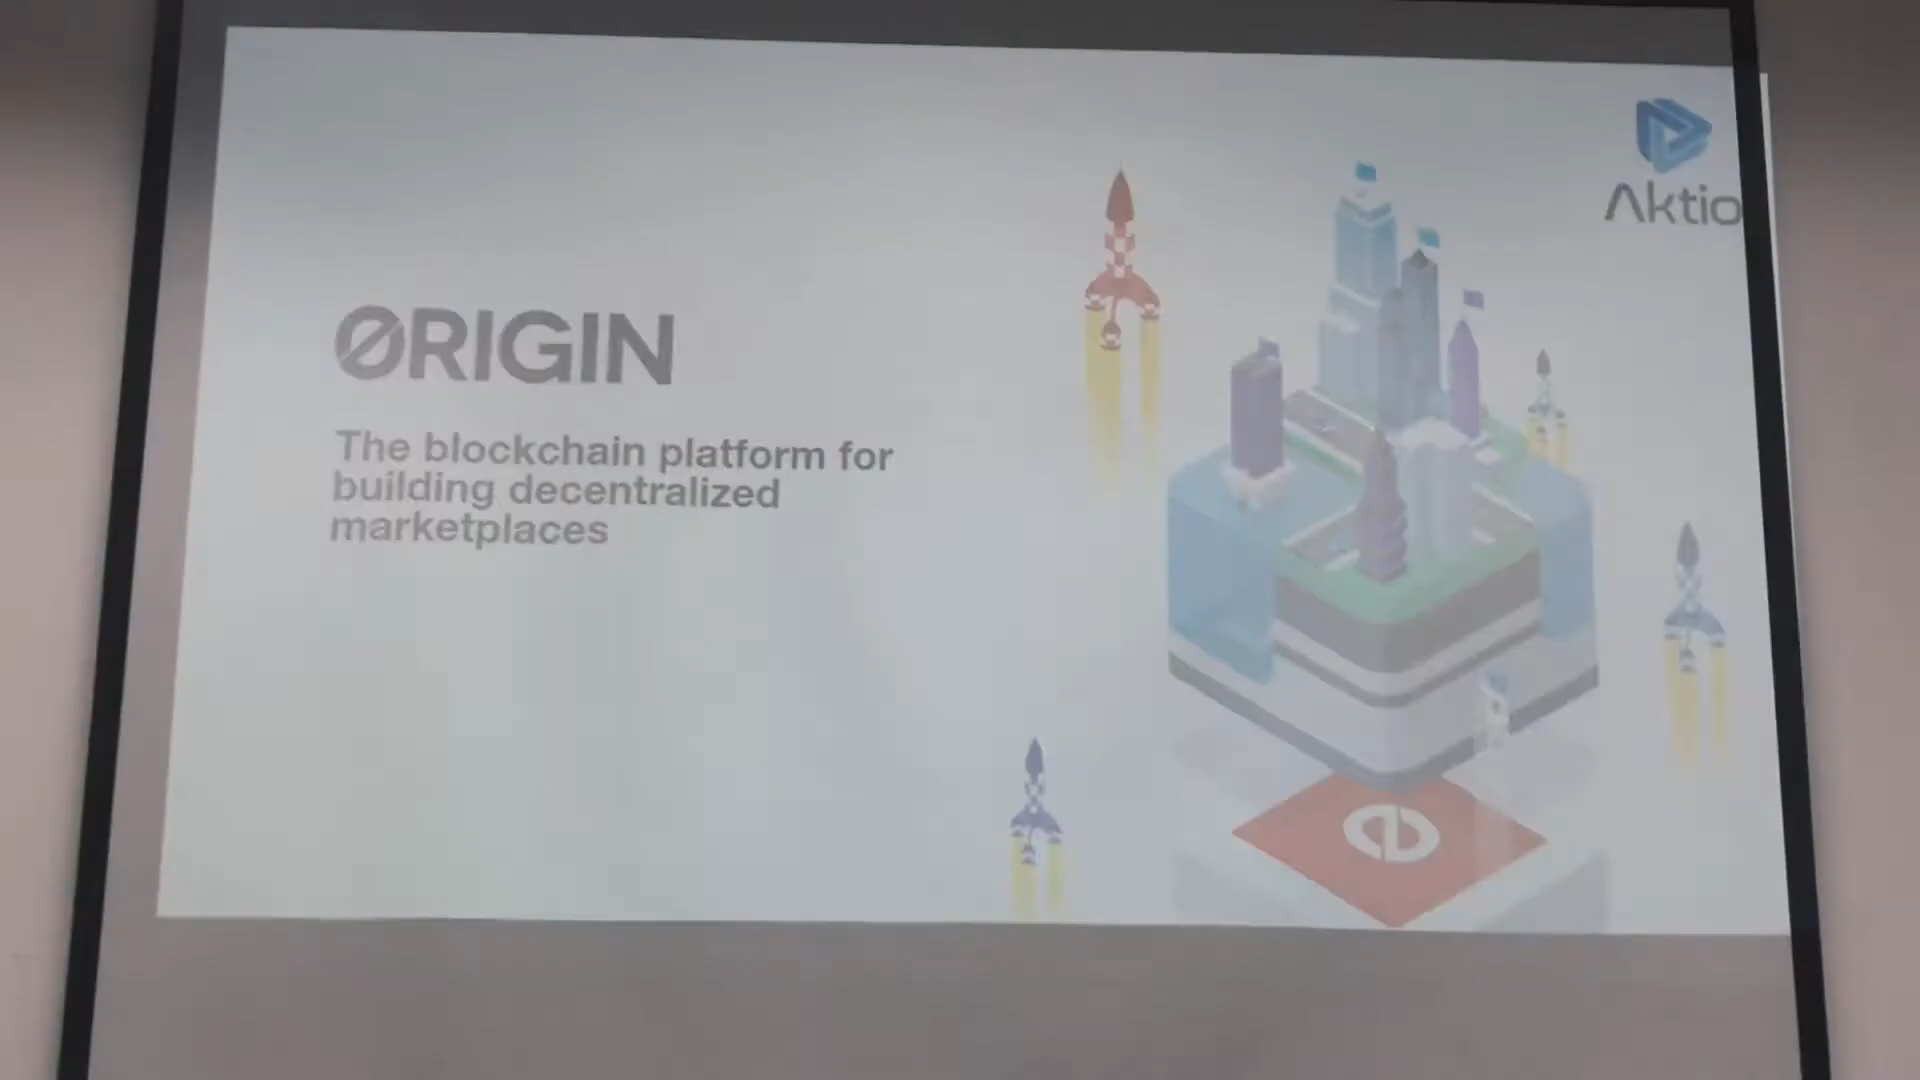 Aktio
ØRIGIN
The blockchain platform for
building decentralized
marketplaces